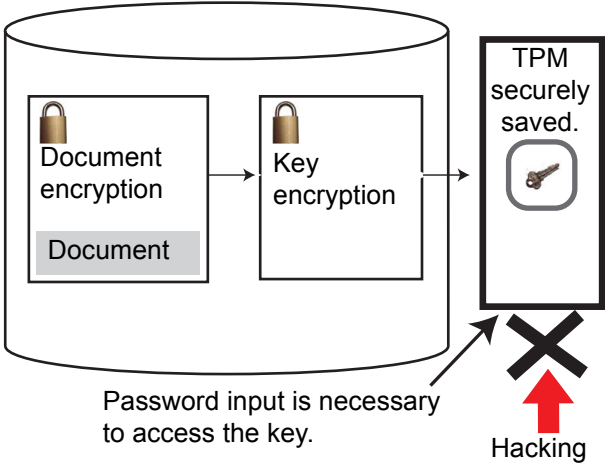 Document
encryption
Document
Key
encryption
TPM
securely
saved.
Password input is necessary
to access the key.
Hacking